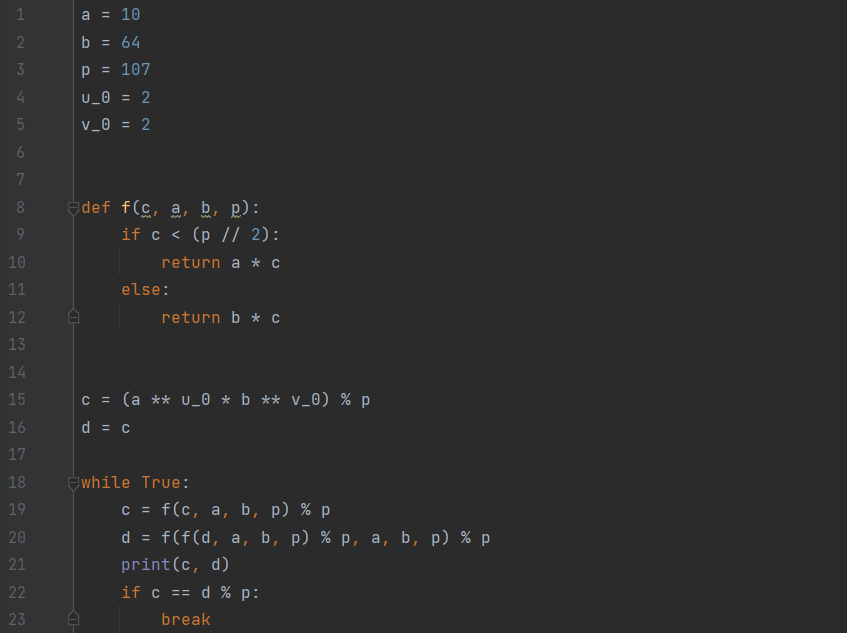 1 a = 10
2 b = 64
3 p = 107
4 u_0 = 2
5 v_0 = 2
6
7
8 def f(c, a, b, p):
9     if c < (p // 2):
10         return a * c
11     else:
12         return b * c
13
14
15 c = (a ** u_0 * b ** v_0) % p
16 d = c
17
18 while True:
19     c = f(c, a, b, p) % p
20     d = f(f(d, a, b, p) % p, a, b, p) % p
21     print(c, d)
22     if c == d % p:
23         break